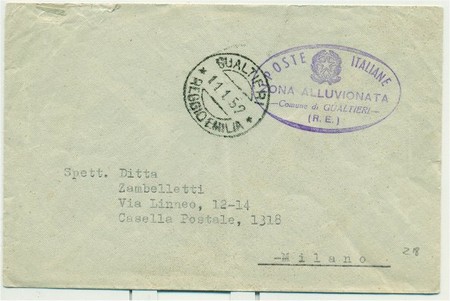 POSTE ITALIANE
ZONA ALLUVIONATA
—Comune di GUALTIERI—
(R. E.)
GUALTIERI
11.1.52
* REGGIO EMILIA *
Spett. Ditta
Zambelletti
Via Linneo, 12-14
Casella Postale, 1318
Milano
218